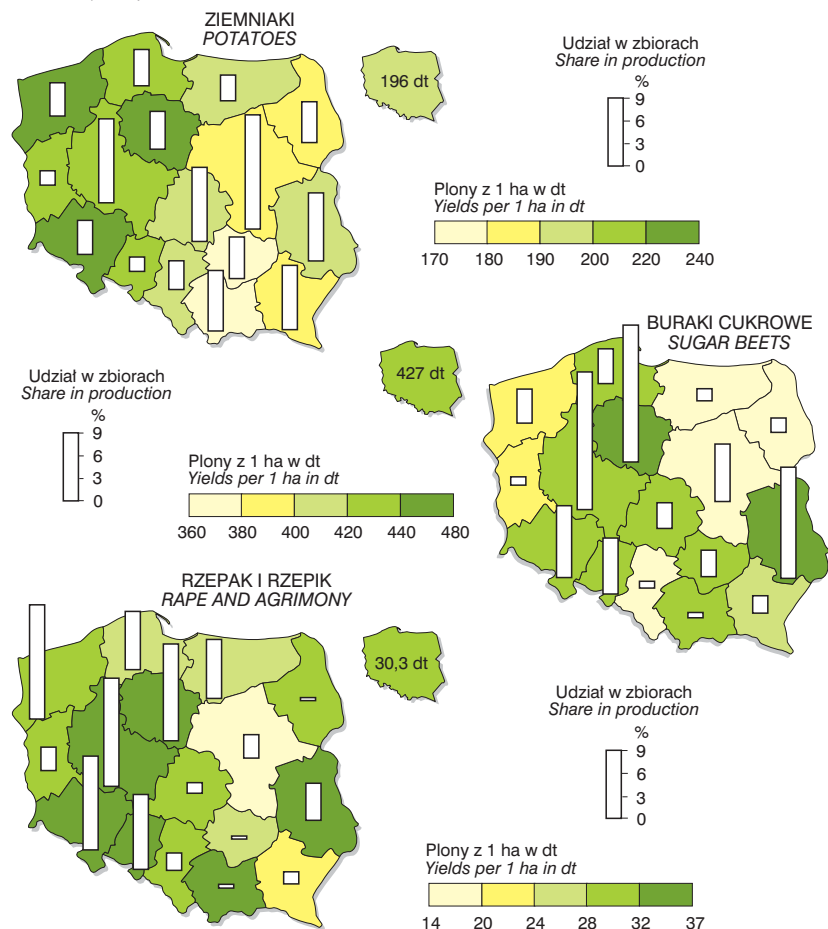 ZIEMNIAKI
POTATOES
196 dt
Udział w zbiorach
Share in production
%
9
6
3
0
Plony z 1 ha w dt
Yields per 1 ha in dt
170 180 190 200 220 240
BURAKI CUKROWE
SUGAR BEETS
427 dt
Udział w zbiorach
Share in production
%
9
6
3
0
Plony z 1 ha w dt
Yields per 1 ha in dt
360 380 400 420 440 480
RZEPAK I RZEPIK
RAPE AND AGRIMONY
30,3 dt
Udział w zbiorach
Share in production
%
9
6
3
0
Plony z 1 ha w dt
Yields per 1 ha in dt
14 20 24 28 32 37